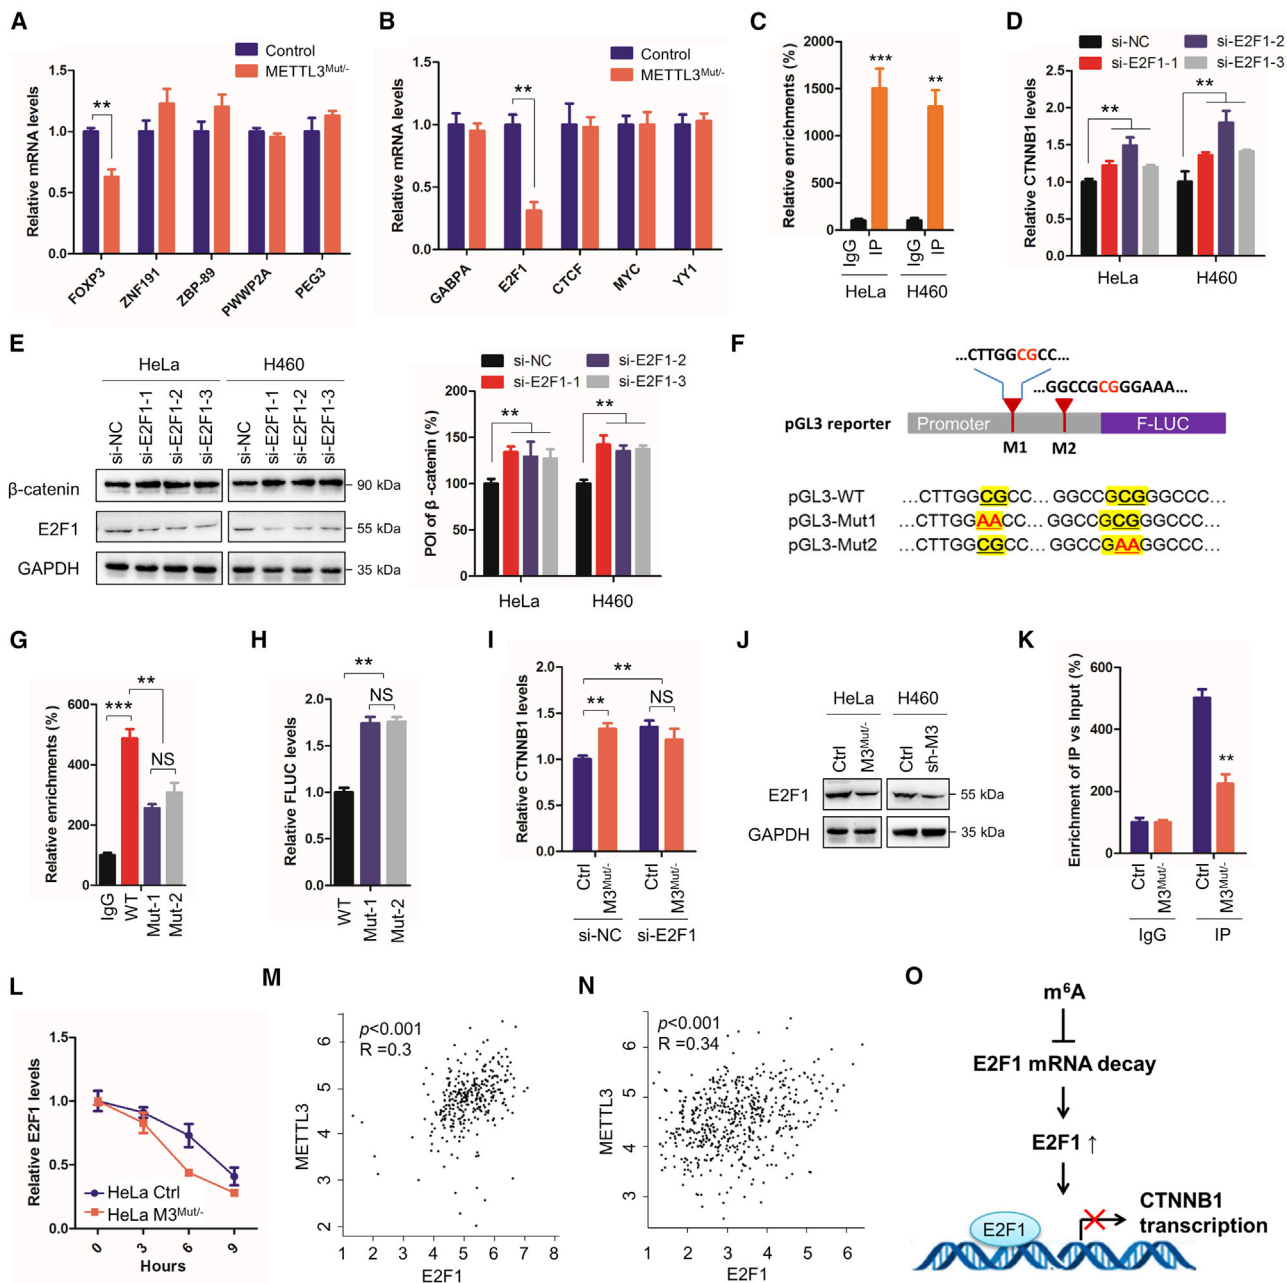 A
Control
METTL3Mut/-
Relative mRNA levels
1.5
1.0
0.5
0.0
**
FOXP3
ZNF191
ZBP-89
PWWP2A
PEG3
B
Control
METTL3Mut/-
Relative mRNA levels
1.5
1.0
0.5
0.0
**
GABPA
E2F1
CTCF
MYC
YY1
C
Relative enrichments (%)
2000
1500
1000
500
0
***
**
IgG
IP
IgG
IP
HeLa
H460
D
si-NC
si-E2F1-2
si-E2F1-1
si-E2F1-3
Relative CTNNB1 levels
2.5
2.0
1.5
1.0
0.5
0.0
**
**
HeLa
H460
E
HeLa
H460
si-NC
si-E2F1-1
si-E2F1-2
si-E2F1-3
si-NC
si-E2F1-1
si-E2F1-2
si-E2F1-3
β-catenin
90 kDa
E2F1
55 kDa
GAPDH
35 kDa
si-NC
si-E2F1-2
si-E2F1-1
si-E2F1-3
POI of β -catenin (%)
200
150
100
50
0
**
**
HeLa
H460
F
...CTTGGCGCC...
...GGCCGCGGGAAA...
pGL3 reporter
Promoter
F-LUC
M1
M2
pGL3-WT ...CTTGGCGCC... GGCCGCGGGCCC...
pGL3-Mut1 ...CTTGGAACC... GGCCGCGGGCCC...
pGL3-Mut2 ...CTTGGCGCC... GGCCGAAGGCCC...
G
Relative enrichments (%)
600
400
200
0
***
**
NS
IgG
WT
Mut-1
Mut-2
H
Relative FLUC levels
2.0
1.5
1.0
0.5
0.0
**
NS
WT
Mut-1
Mut-2
I
Relative CTNNB1 levels
2.0
1.5
1.0
0.5
0.0
**
**
NS
Ctrl
M3Mut/-
Ctrl
M3Mut/-
si-NC
si-E2F1
J
HeLa
H460
Ctrl
M3Mut/-
Ctrl
sh-M3
E2F1
55 kDa
GAPDH
35 kDa
K
Enrichment of IP vs Input (%)
600
400
200
0
**
Ctrl
M3Mut/-
Ctrl
M3Mut/-
IgG
IP
L
Relative E2F1 levels
1.5
1.0
0.5
0.0
HeLa Ctrl
HeLa M3Mut/-
0
3
6
9
Hours
M
p<0.001
R =0.3
METTL3
6
5
4
3
2
1 2 3 4 5 6 7 8
E2F1
N
p<0.001
R =0.34
METTL3
6
5
4
3
1 2 3 4 5 6
E2F1
O
m6A
E2F1 mRNA decay
E2F1 ↑
E2F1
CTNNB1
transcription